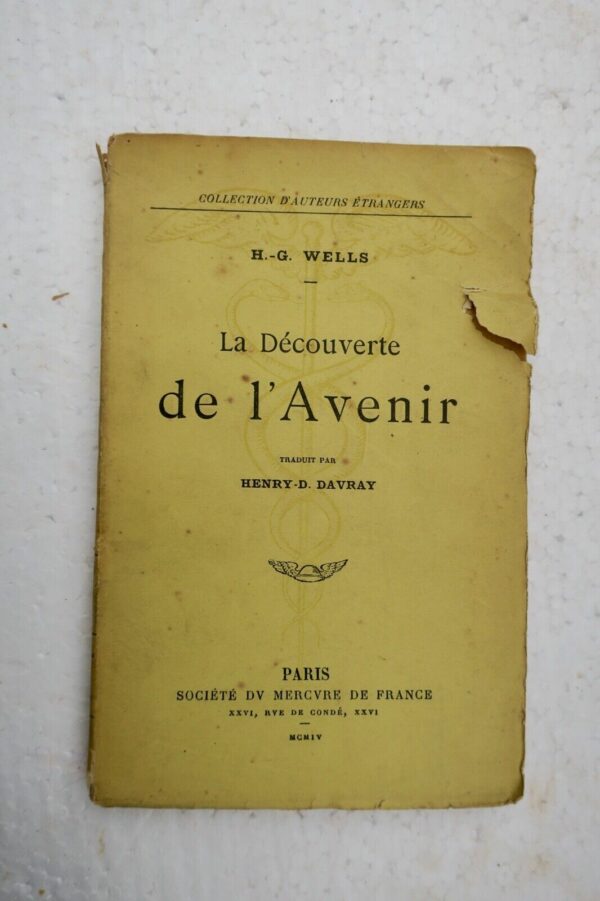 COLLECTION D'AUTEURS ÉTRANGERS
H.-G. WELLS
La Découverte
de l'Avenir
TRADUIT PAR
HENRY-D. DAVRAY
PARIS
SOCIÉTÉ DV MERCVRE DE FRANCE
XXVI, RVE DE CONDÉ, XXVI
MCMIV